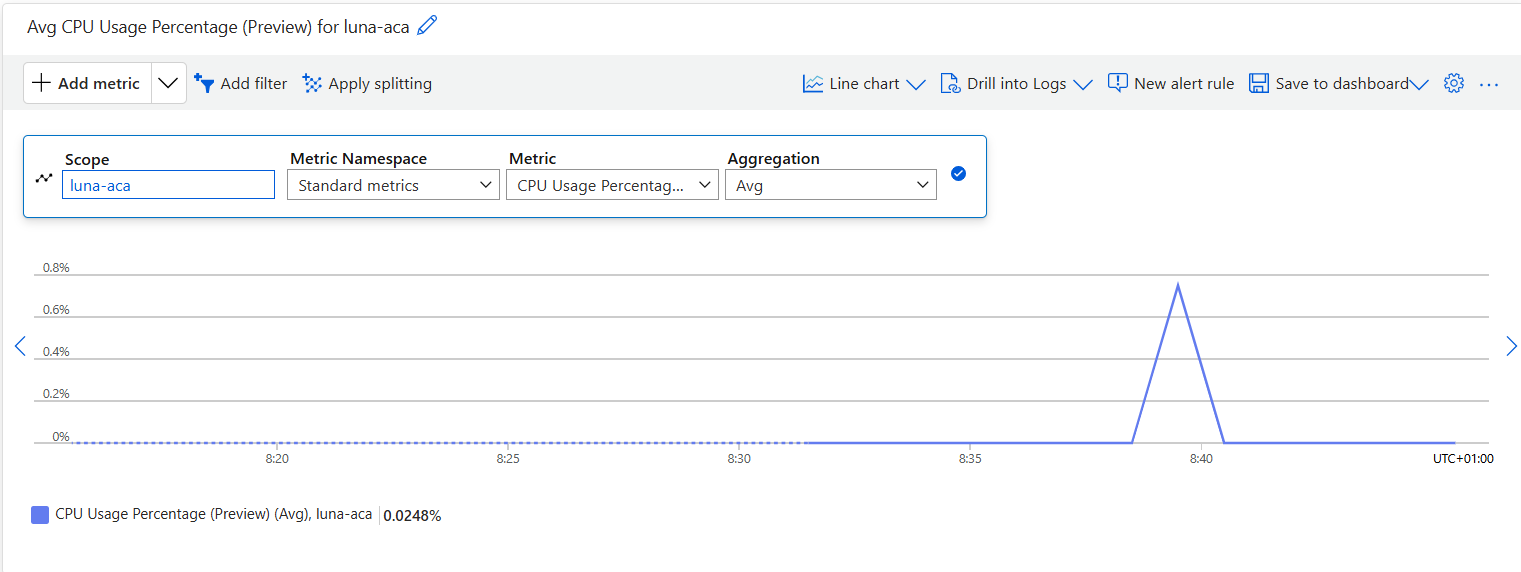 Avg CPU Usage Percentage (Preview) for luna-aca
Add metric Add filter Apply splitting Line chart Drill into Logs New alert rule Save to dashboard ...
Scope Metric Namespace Metric Aggregation
luna-aca Standard metrics CPU Usage Percentag... Avg
0.8%
0.6%
0.4%
0.2%
0%
8:20 8:25 8:30 8:35 8:40 UTC+01:00
CPU Usage Percentage (Preview) (Avg), luna-aca 0.0248%